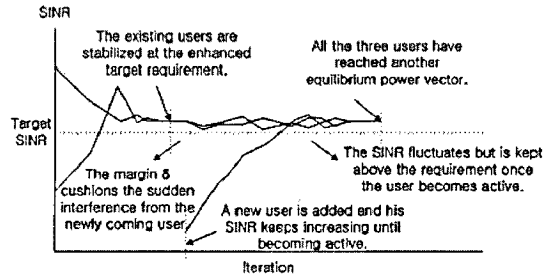 SINR
The existing users are
stabilized at the enhanced
target requirement.
All the three users have
reached another
equilibrium power vector.
Target
SINR
The margin δ
cushions the sudden
interference from the
newly coming user
The SINR fluctuates but is kept
above the requirement once
the user becomes active.
A new user is added and his
SINR keeps increasing until
becoming active.
Iteration